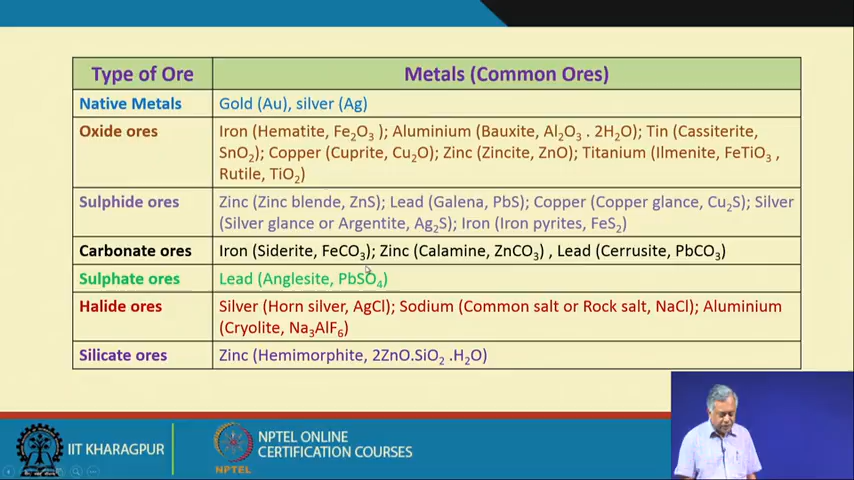 Type of Ore Metals (Common Ores)
Native Metals Gold (Au), silver (Ag)
Oxide ores Iron (Hematite, Fe₂O₃ ); Aluminium (Bauxite, Al₂O₃ . 2H₂O); Tin (Cassiterite,
SnO₂); Copper (Cuprite, Cu₂O); Zinc (Zincite, ZnO); Titanium (Ilmenite, FeTiO₃ ,
Rutile, TiO₂)
Sulphide ores Zinc (Zinc blende, ZnS); Lead (Galena, PbS); Copper (Copper glance, Cu₂S); Silver
(Silver glance or Argentite, Ag₂S); Iron (Iron pyrites, FeS₂)
Carbonate ores Iron (Siderite, FeCO₃); Zinc (Calamine, ZnCO₃) , Lead (Cerrusite, PbCO₃)
Sulphate ores Lead (Anglesite, PbSO₄)
Halide ores Silver (Horn silver, AgCl); Sodium (Common salt or Rock salt, NaCl); Aluminium
(Cryolite, Na₃AlF₆)
Silicate ores Zinc (Hemimorphite, 2ZnO.SiO₂ .H₂O)
IIT KHARAGPUR
NPTEL
NPTEL ONLINE
CERTIFICATION COURSES